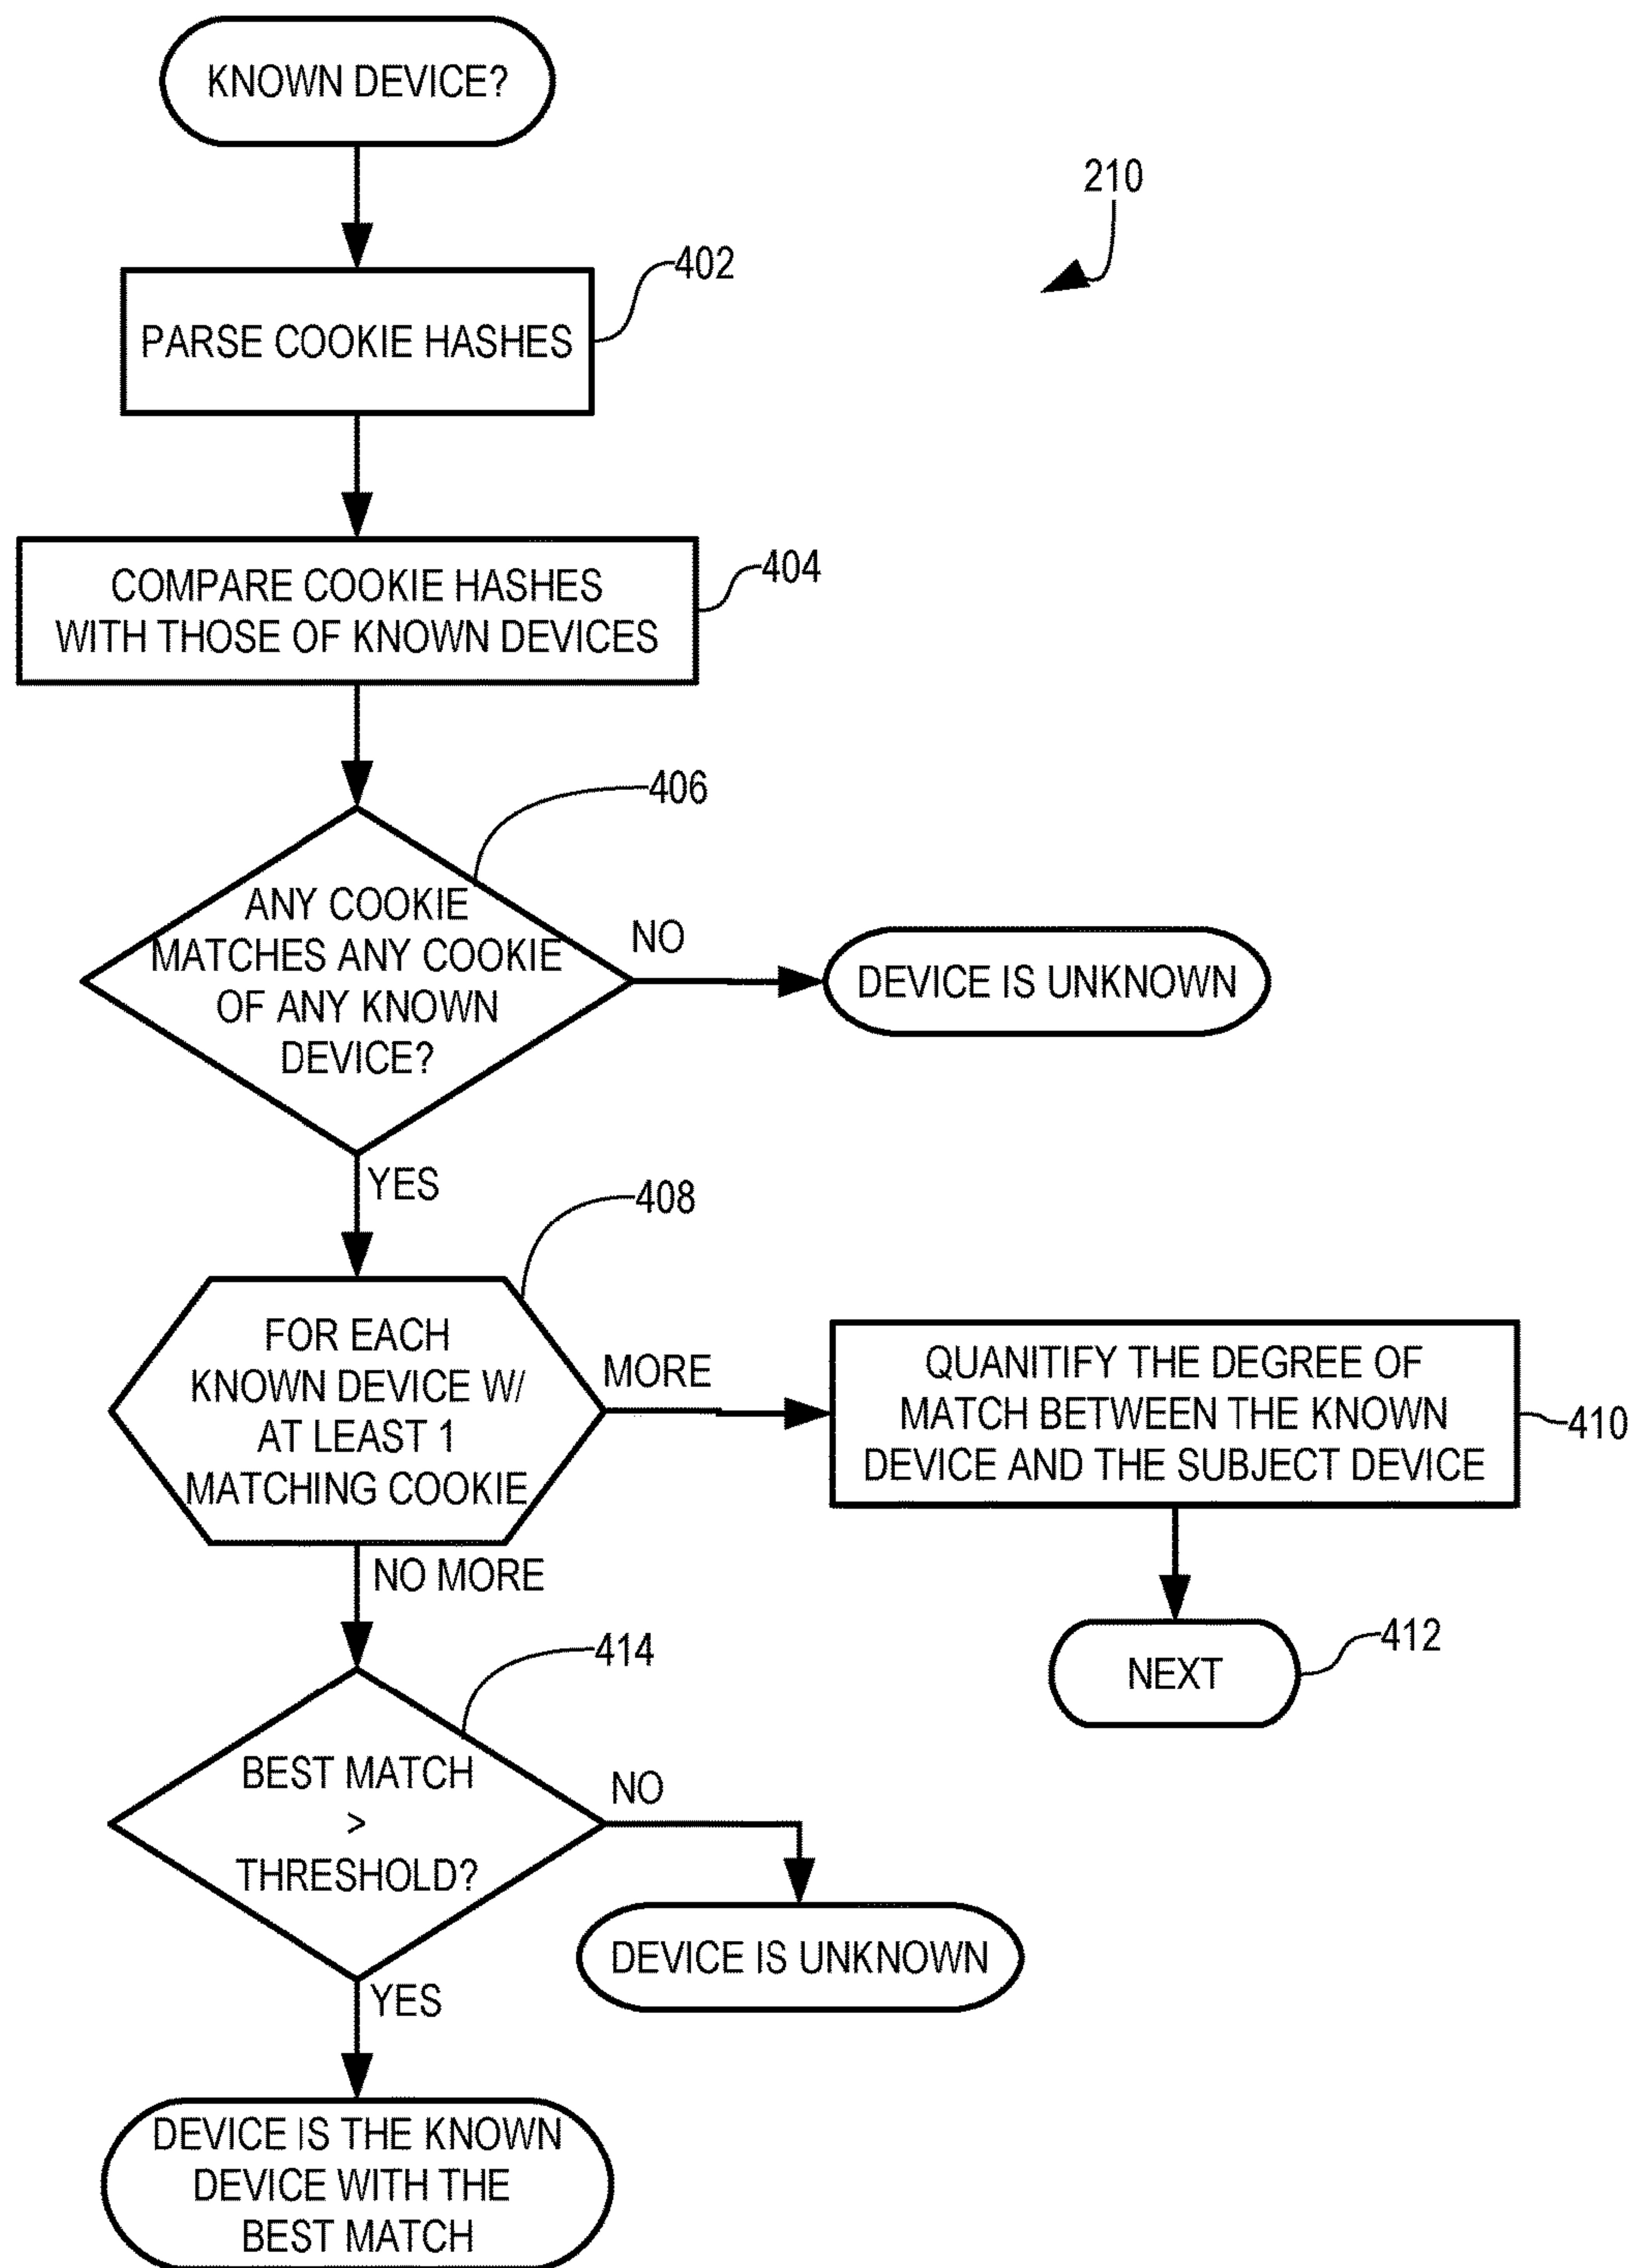 KNOWN DEVICE?
210
402
PARSE COOKIE HASHES
404
COMPARE COOKIE HASHES
WITH THOSE OF KNOWN DEVICES
406
ANY COOKIE
MATCHES ANY COOKIE
OF ANY KNOWN
DEVICE?
NO
DEVICE IS UNKNOWN
YES
408
FOR EACH
KNOWN DEVICE W/
AT LEAST 1
MATCHING COOKIE
MORE
QUANITIFY THE DEGREE OF
MATCH BETWEEN THE KNOWN
DEVICE AND THE SUBJECT DEVICE
410
NO MORE
412
NEXT
414
BEST MATCH
>
THRESHOLD?
NO
DEVICE IS UNKNOWN
YES
DEVICE IS THE KNOWN
DEVICE WITH THE
BEST MATCH